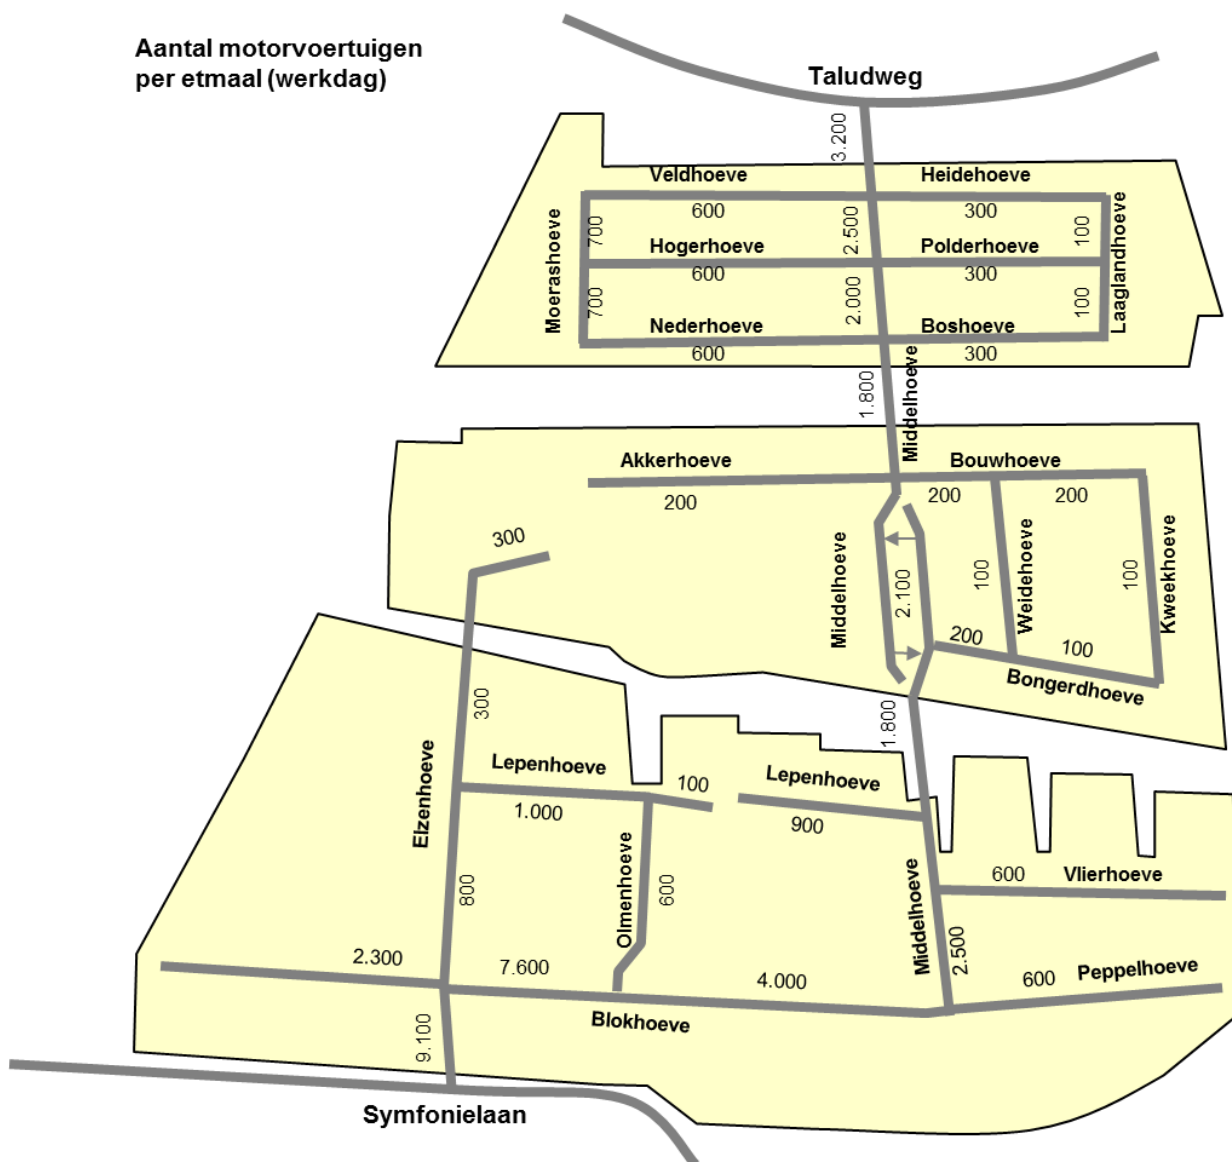 Aantal motorvoertuigen
per etmaal (werkdag)
Taludweg
3.200
Veldhoeve
Heidehoeve
600
300
700
2.500
100
Hogerhoeve
Polderhoeve
600
300
Moerashoeve
Laaglandhoeve
700
2.000
100
Nederhoeve
Boshoeve
600
300
1.800
Middelhoeve
Akkerhoeve
Bouwhoeve
200
200
200
300
Middelhoeve
2.100
100
Weidehoeve
100
Kweekhoeve
200
100
Bongerdhoeve
300
1.800
Lepenhoeve
100
Lepenhoeve
1.000
900
Elzenhoeve
800
Olmenhoeve
600
Middelhoeve
600
Vlierhoeve
2.500
2.300
7.600
4.000
600
Peppelhoeve
Blokhoeve
9.100
Symfonielaan